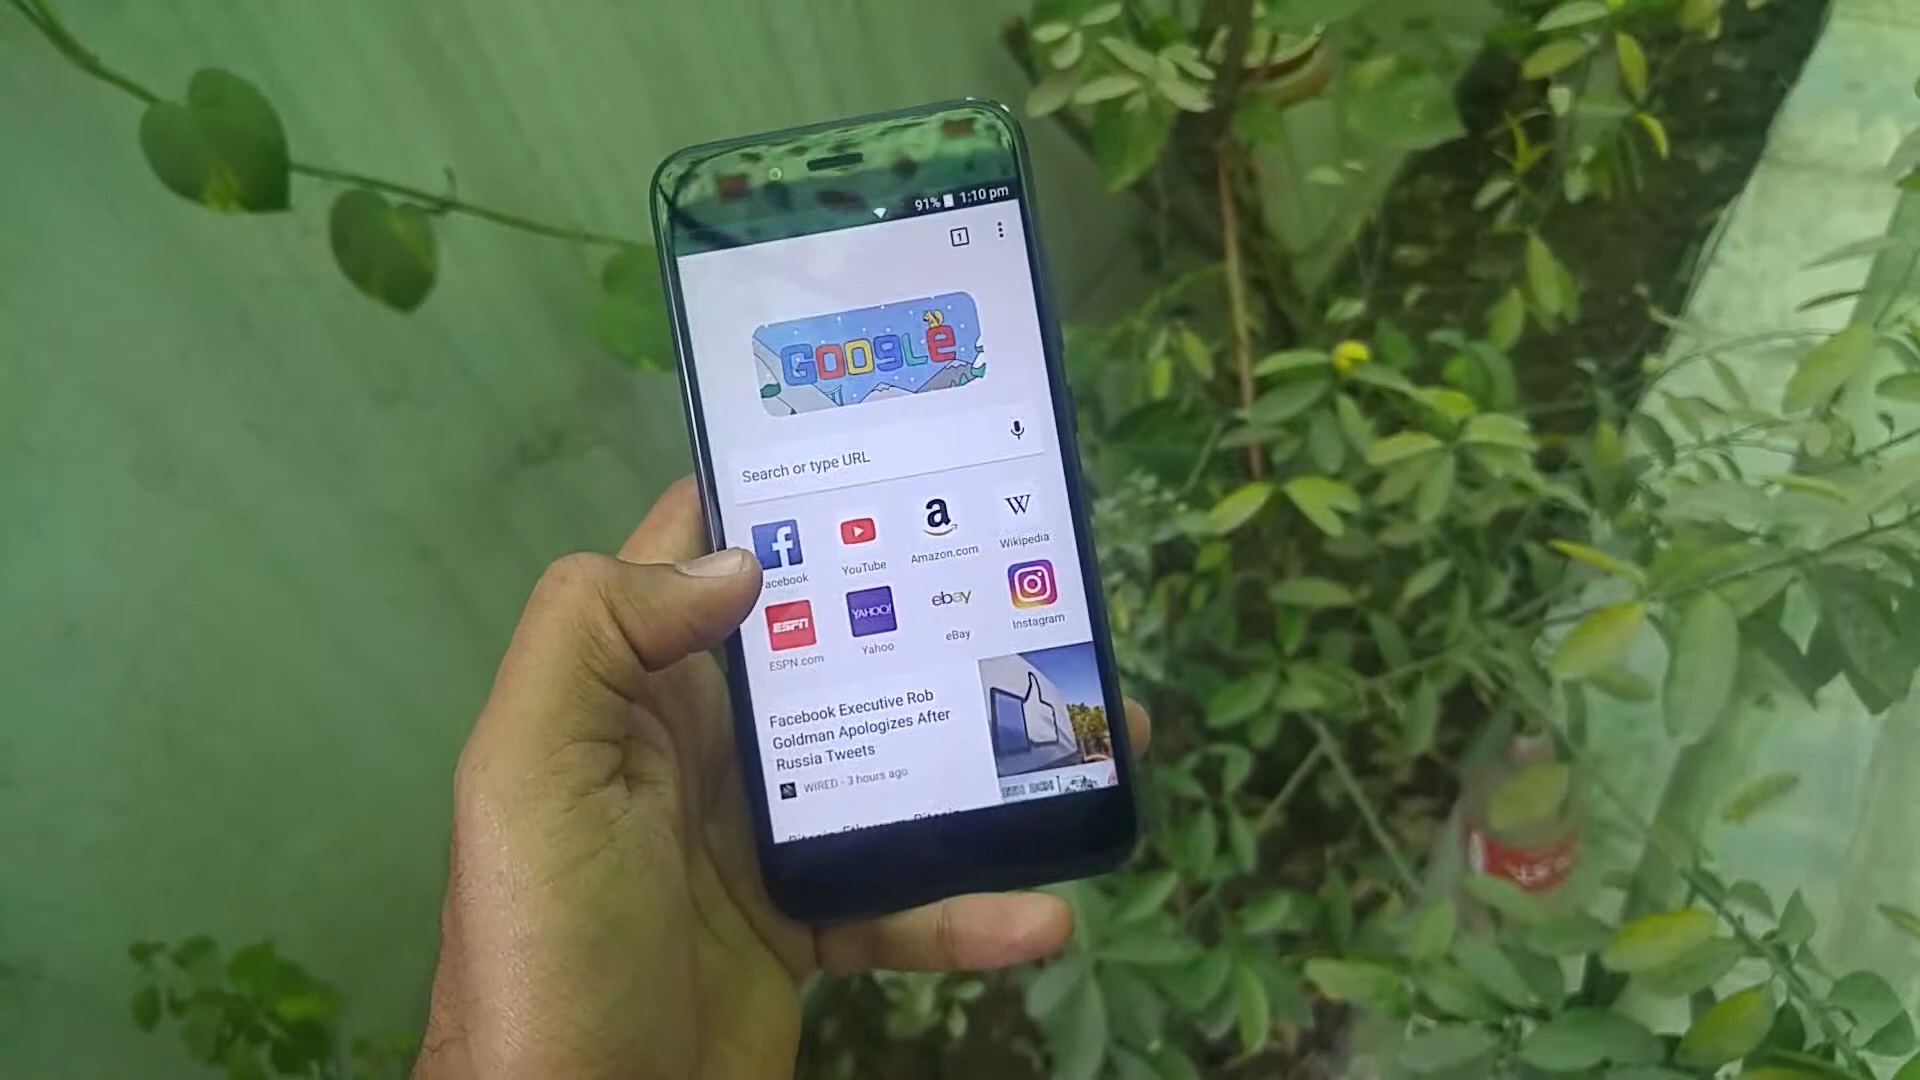 91% 1:10 pm
1
GOOGLE
Search or type URL
acebook
YouTube
a
Amazon.com
W
Wikipedia
ESPN
ESPN.com
YAHOO!
Yahoo
ebay
eBay
Instagram
Facebook Executive Rob
Goldman Apologizes After
Russia Tweets
WIRED - 3 hours ago